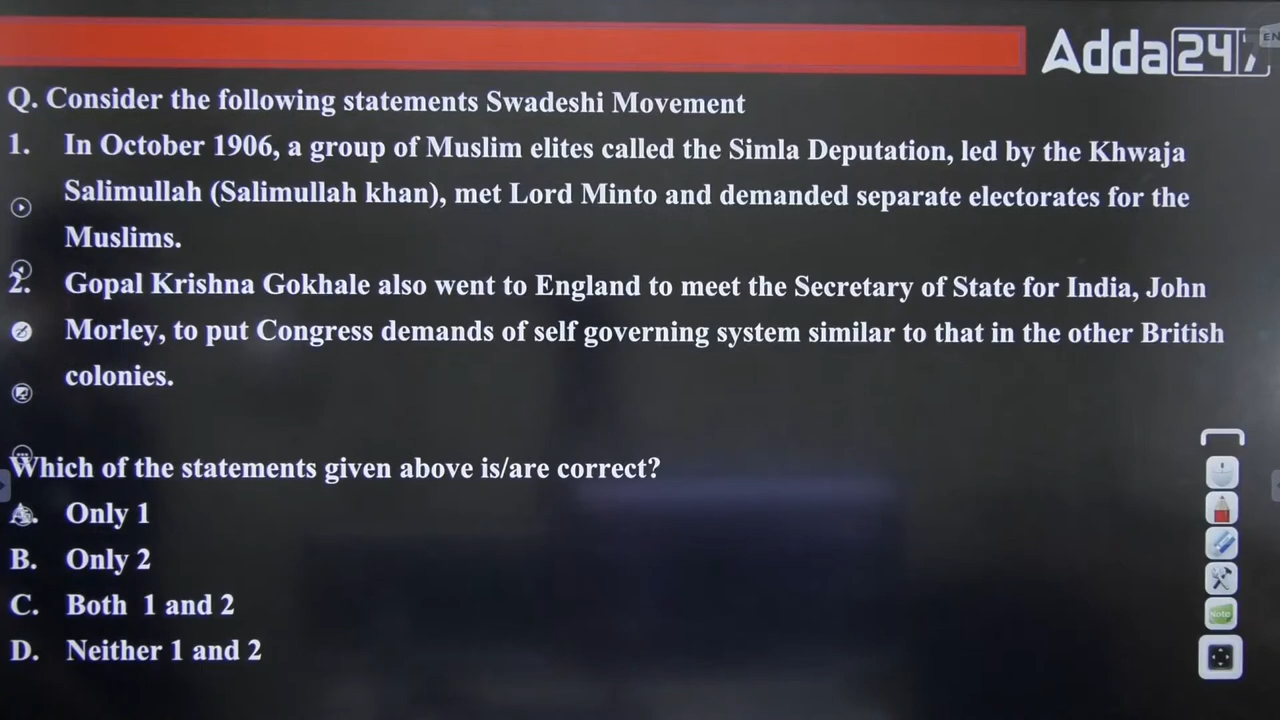 Adda247
EN
Q. Consider the following statements Swadeshi Movement
1. In October 1906, a group of Muslim elites called the Simla Deputation, led by the Khwaja
Salimullah (Salimullah khan), met Lord Minto and demanded separate electorates for the
Muslims.
2. Gopal Krishna Gokhale also went to England to meet the Secretary of State for India, John
Morley, to put Congress demands of self governing system similar to that in the other British
colonies.
Which of the statements given above is/are correct?
A. Only 1
B. Only 2
C. Both 1 and 2
D. Neither 1 and 2
Note